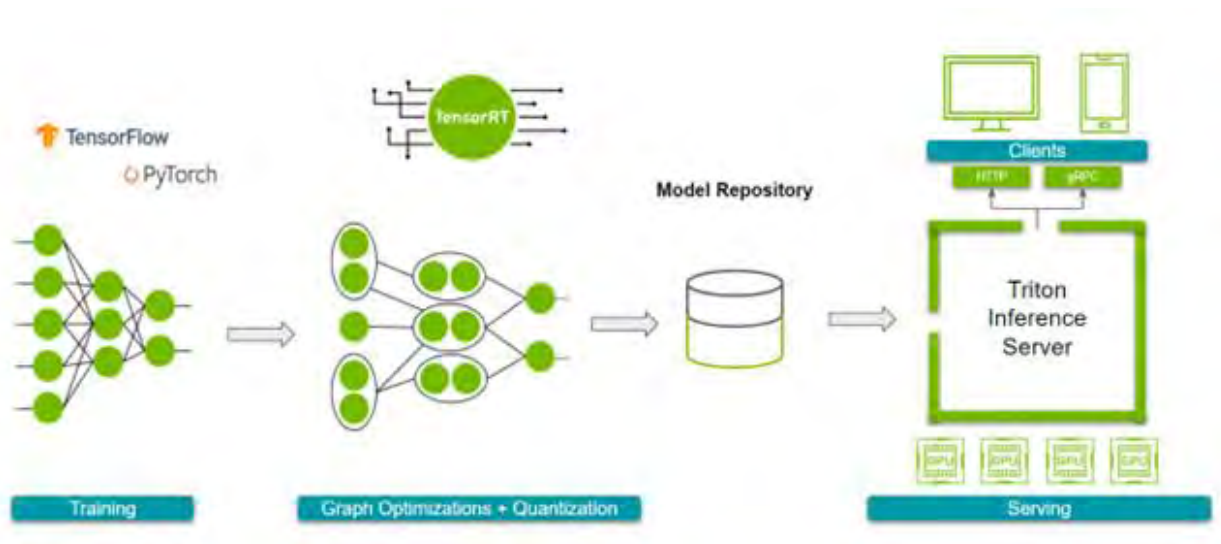 TensorFlow
PyTorch
TensorRT
Model Repository
Clients
HTTP
gRPC
Triton
Inference
Server
GPU
GPU
GPU
GPU
Training
Graph Optimizations + Quantization
Serving